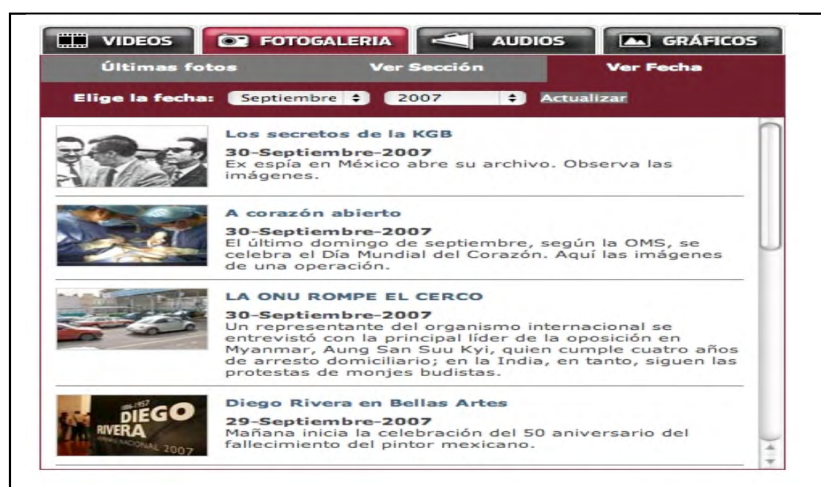 VIDEOS FOTOGALERIA AUDIOS GRÁFICOS
Últimas fotos Ver Sección Ver Fecha
Elige la fecha: Septiembre 2007 Actualizar
Los secretos de la KGB
30-Septiembre-2007
Ex espía en México abre su archivo. Observa las
imágenes.
A corazón abierto
30-Septiembre-2007
El último domingo de septiembre, según la OMS, se
celebra el Día Mundial del Corazón. Aquí las imágenes
de una operación.
LA ONU ROMPE EL CERCO
30-Septiembre-2007
Un representante del organismo internacional se
entrevistó con la principal líder de la oposición en
Myanmar, Aung San Suu Kyi, quien cumple cuatro años
de arresto domiciliario; en la India, en tanto, siguen las
protestas de monjes budistas.
DIEGO
RIVERA
NACIONAL 2007
Diego Rivera en Bellas Artes
29-Septiembre-2007
Mañana inicia la celebración del 50 aniversario del
fallecimiento del pintor mexicano.